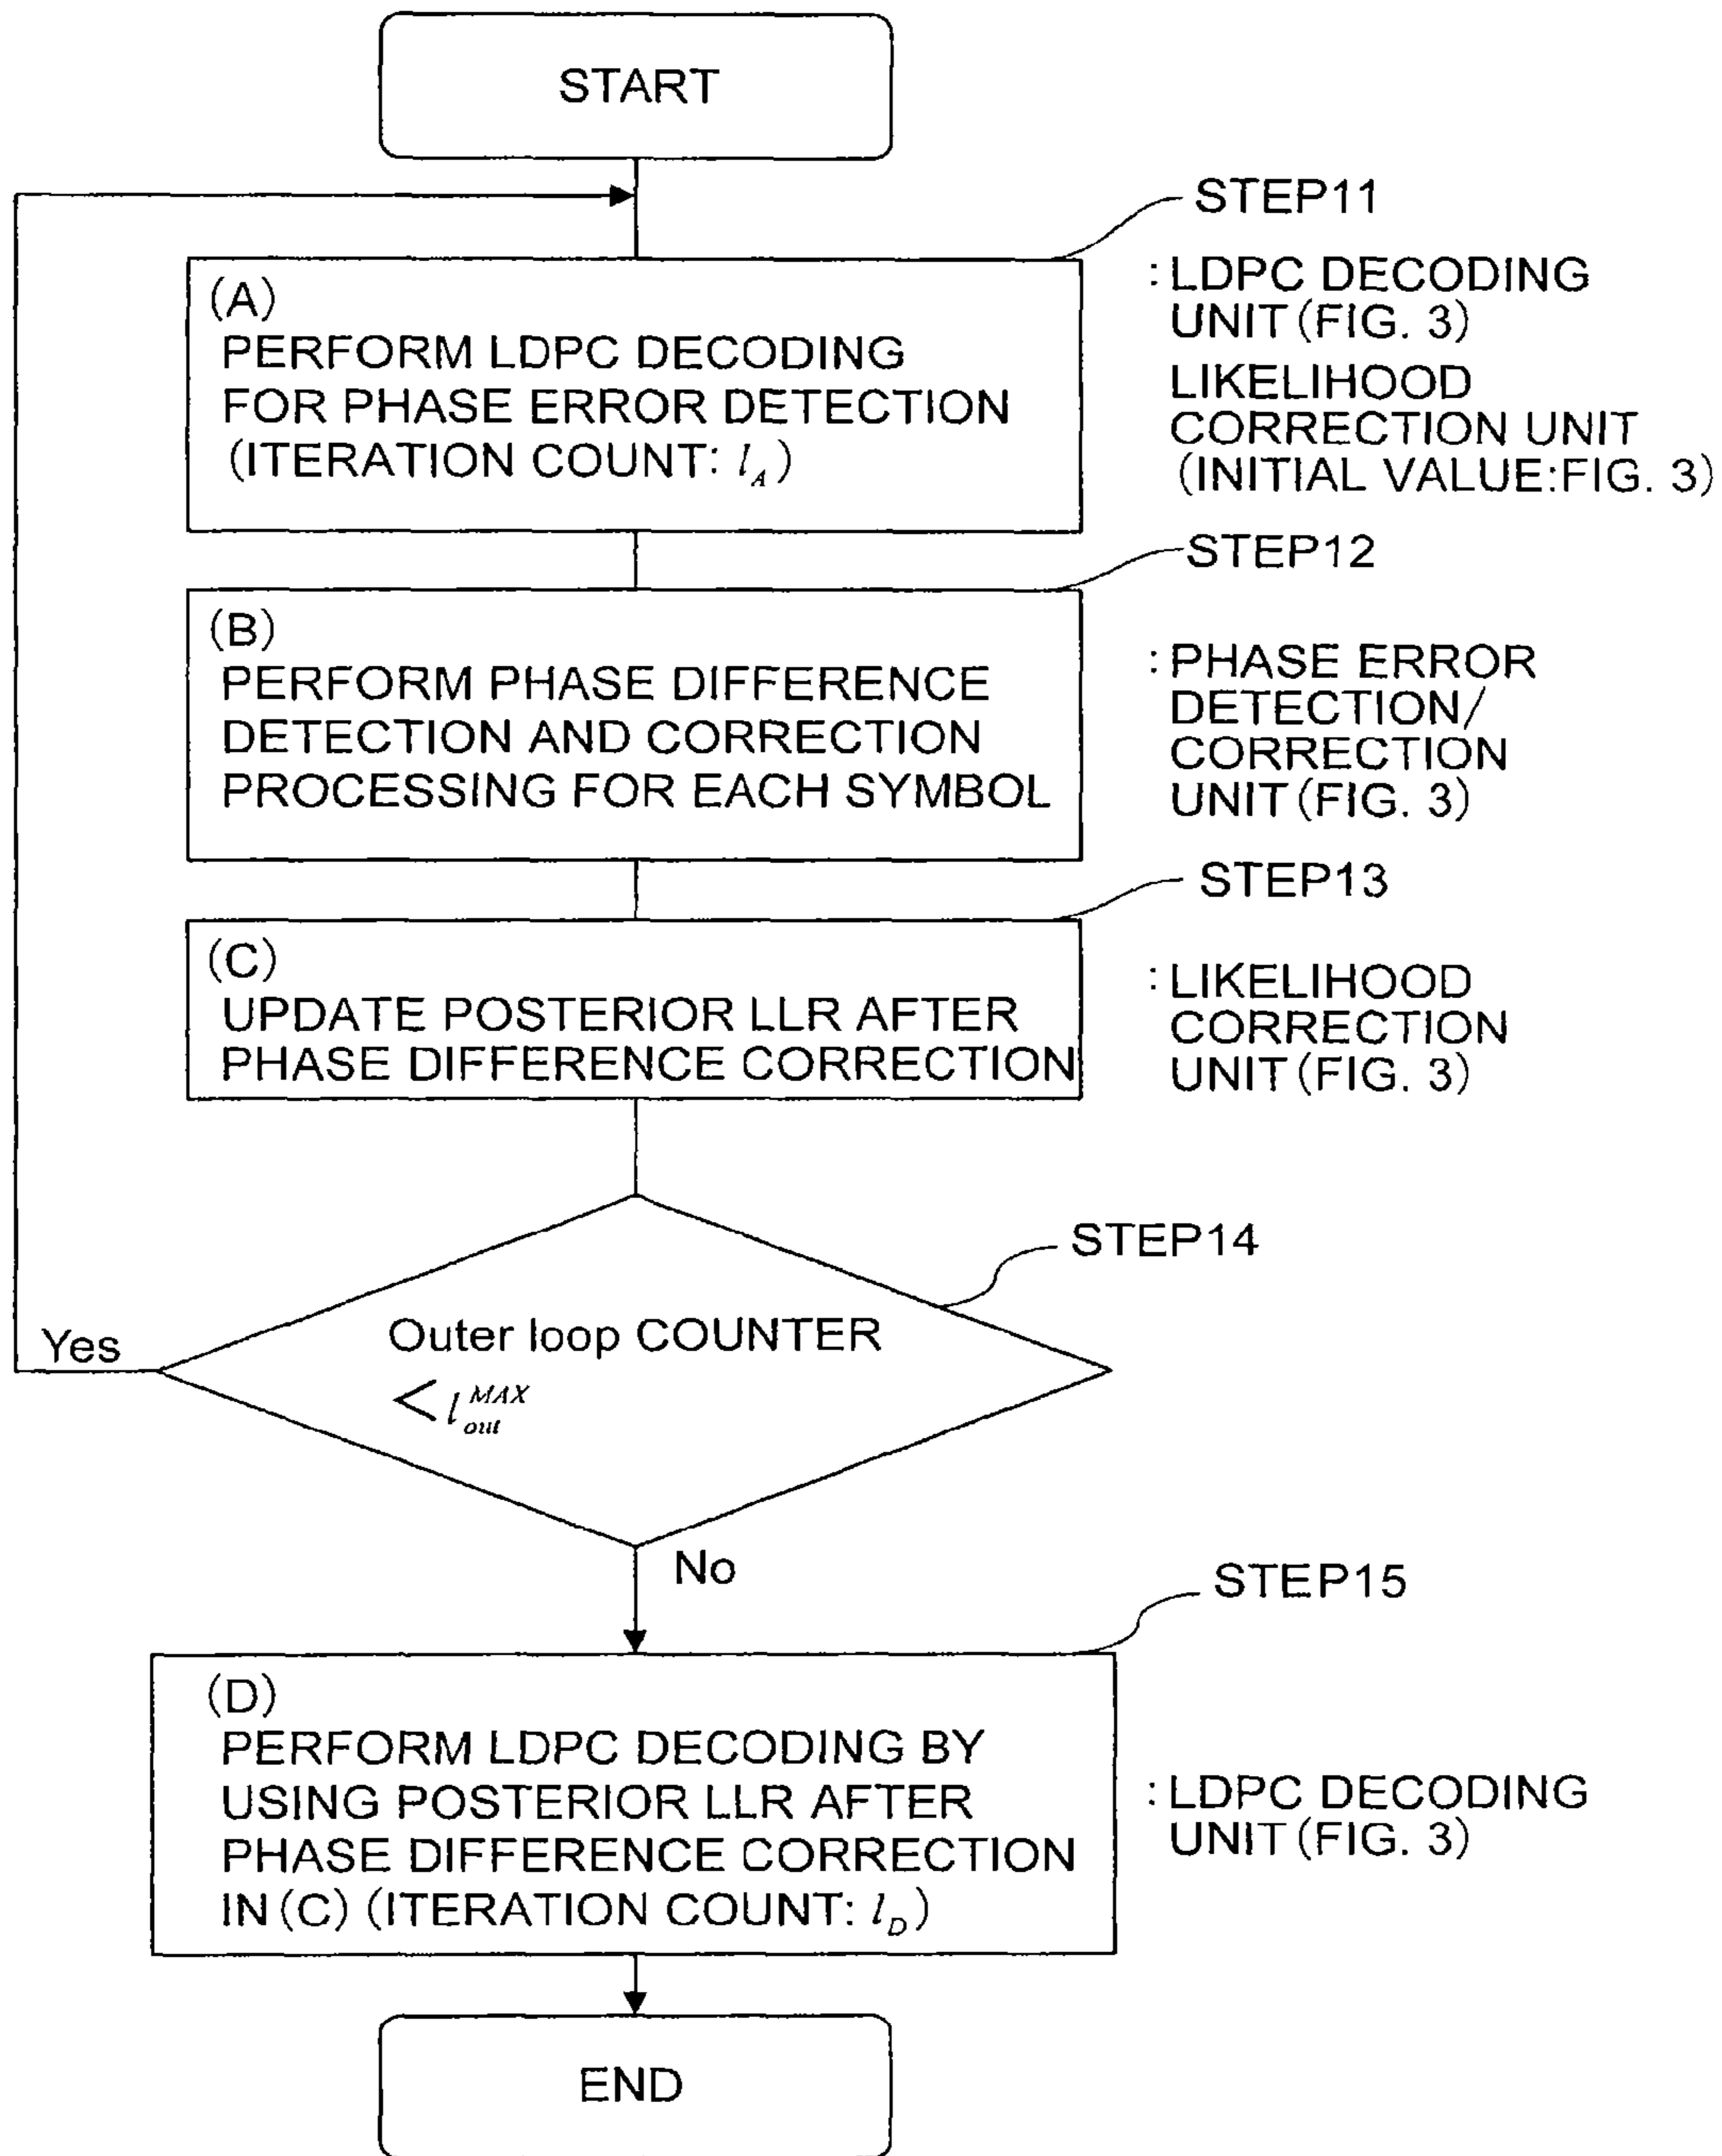 START
STEP11
(A)
PERFORM LDPC DECODING
FOR PHASE ERROR DETECTION
(ITERATION COUNT: l_A)
: LDPC DECODING
UNIT (FIG. 3)
LIKELIHOOD
CORRECTION UNIT
(INITIAL VALUE:FIG. 3)
STEP12
(B)
PERFORM PHASE DIFFERENCE
DETECTION AND CORRECTION
PROCESSING FOR EACH SYMBOL
: PHASE ERROR
DETECTION/
CORRECTION
UNIT (FIG. 3)
STEP13
(C)
UPDATE POSTERIOR LLR AFTER
PHASE DIFFERENCE CORRECTION
: LIKELIHOOD
CORRECTION
UNIT (FIG. 3)
STEP14
Outer loop COUNTER
< l_out^MAX
Yes
No
STEP15
(D)
PERFORM LDPC DECODING BY
USING POSTERIOR LLR AFTER
PHASE DIFFERENCE CORRECTION
IN (C) (ITERATION COUNT: l_D)
: LDPC DECODING
UNIT (FIG. 3)
END